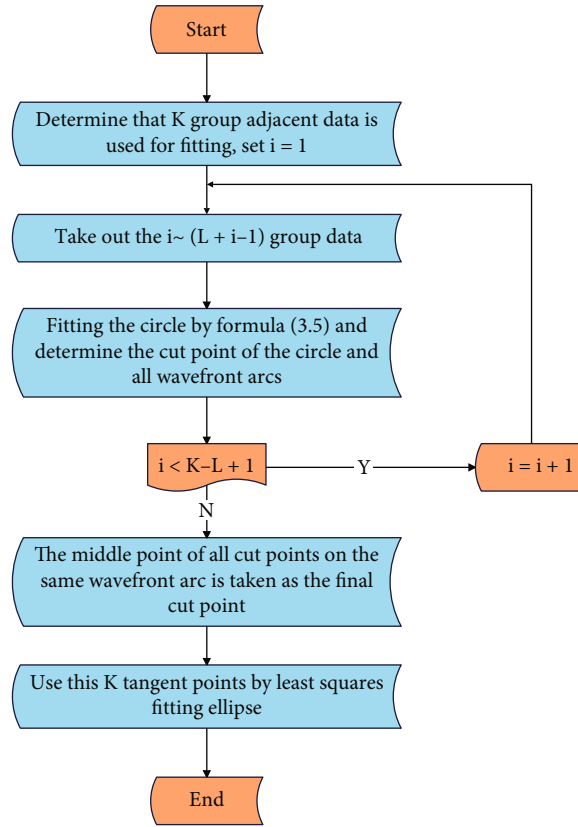 Start
Determine that K group adjacent data is
used for fitting, set i = 1
Take out the i~ (L + i–1) group data
Fitting the circle by formula (3.5) and
determine the cut point of the circle and
all wavefront arcs
i < K–L + 1
Y
i = i + 1
N
The middle point of all cut points on the
same wavefront arc is taken as the final
cut point
Use this K tangent points by least squares
fitting ellipse
End